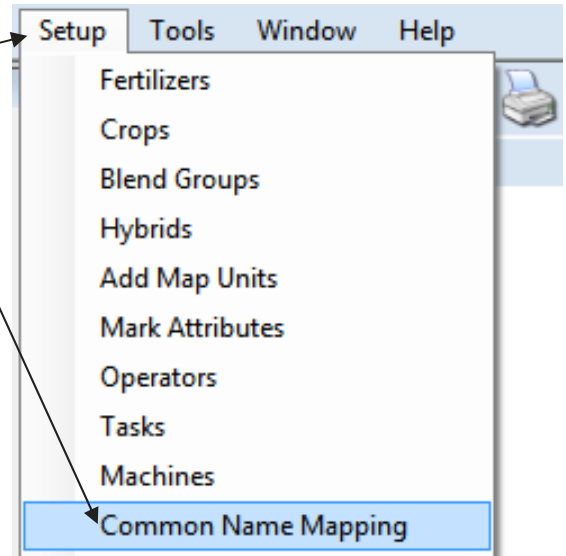 Setup Tools Window Help
Fertilizers
Crops
Blend Groups
Hybrids
Add Map Units
Mark Attributes
Operators
Tasks
Machines
Common Name Mapping